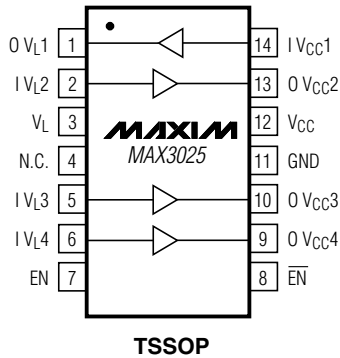 O VL1 1 14 I VCC1
I VL2 2 13 O VCC2
VL 3 12 VCC
MAXIM
N.C. 4 MAX3025 11 GND
I VL3 5 10 O VCC3
I VL4 6 9 O VCC4
EN 7 8 E̅N̅
TSSOP